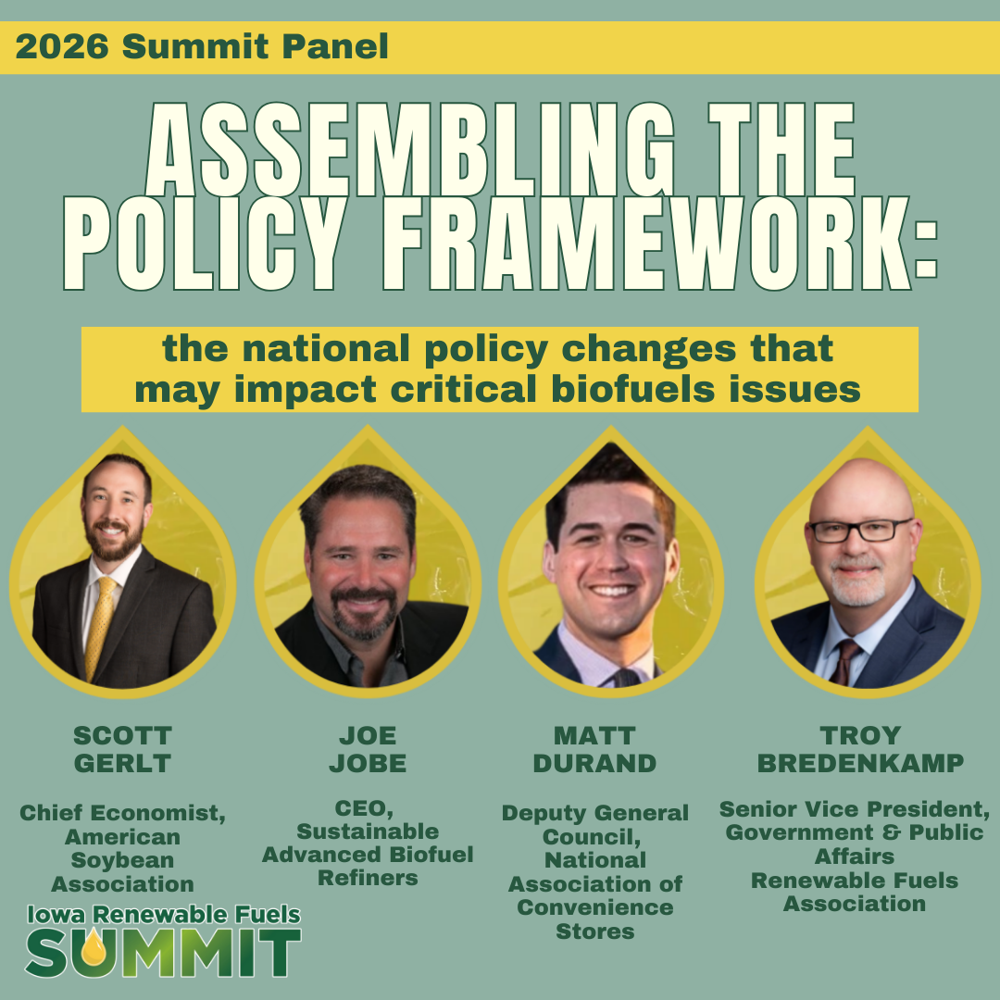 2026 Summit Panel
ASSEMBLING THE
POLICY FRAMEWORK:
the national policy changes that
may impact critical biofuels issues
SCOTT
GERLT
Chief Economist,
American
Soybean
Association
JOE
JOBE
CEO,
Sustainable
Advanced Biofuel
Refiners
MATT
DURAND
Deputy General
Council,
National
Association of
Convenience
Stores
TROY
BREDENKAMP
Senior Vice President,
Government & Public
Affairs
Renewable Fuels
Association
Iowa Renewable Fuels
SUMMIT